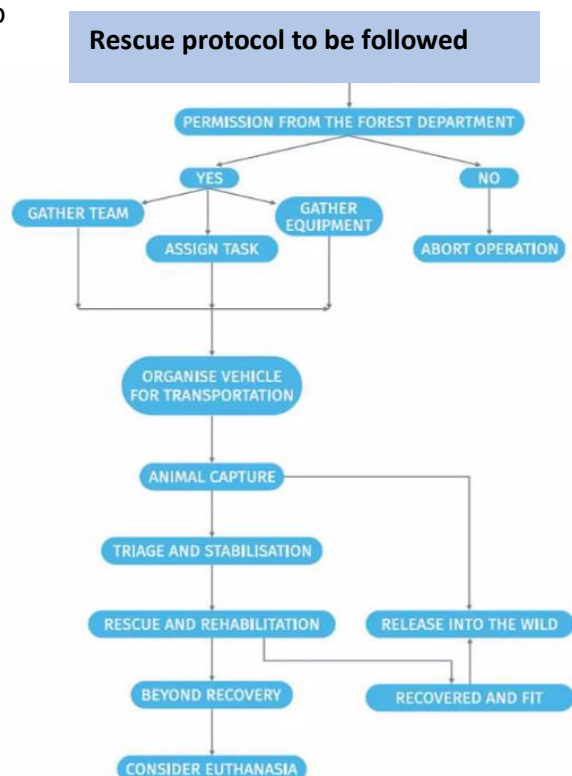 Rescue protocol to be followed
PERMISSION FROM THE FOREST DEPARTMENT
YES
NO
GATHER TEAM
GATHER
EQUIPMENT
ASSIGN TASK
ABORT OPERATION
ORGANISE VEHICLE
FOR TRANSPORTATION
ANIMAL CAPTURE
TRIAGE AND STABILISATION
RESCUE AND REHABILITATION
RELEASE INTO THE WILD
BEYOND RECOVERY
RECOVERED AND FIT
CONSIDER EUTHANASIA